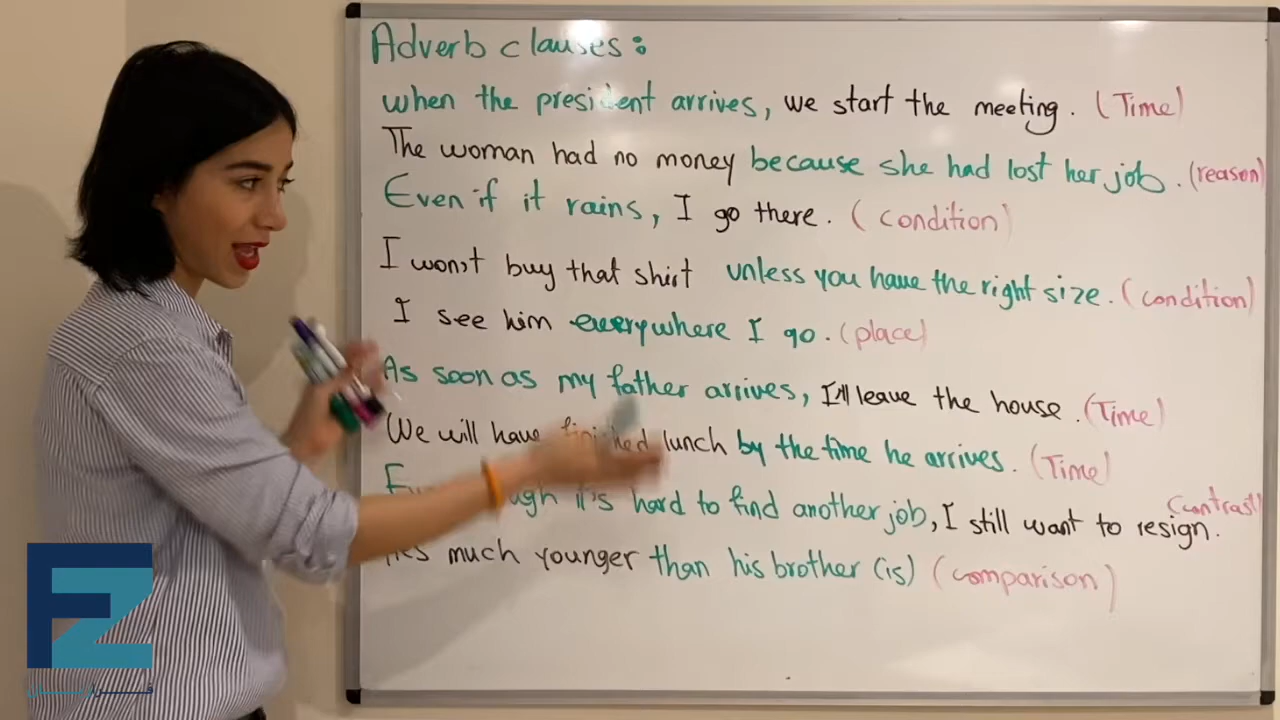 Adverb clauses:
when the president arrives, we start the meeting. (Time)
The woman had no money because she had lost her job. (reason)
Even if it rains, I go there. (condition)
I won't buy that shirt unless you have the right size. (condition)
I see him everywhere I go. (place)
As soon as my father arrives, I'll leave the house. (Time)
We will have finished lunch by the time he arrives. (Time)
it's hard to find another job, I still want to resign. (contrast)
much younger than his brother (is) (comparison)
FZ